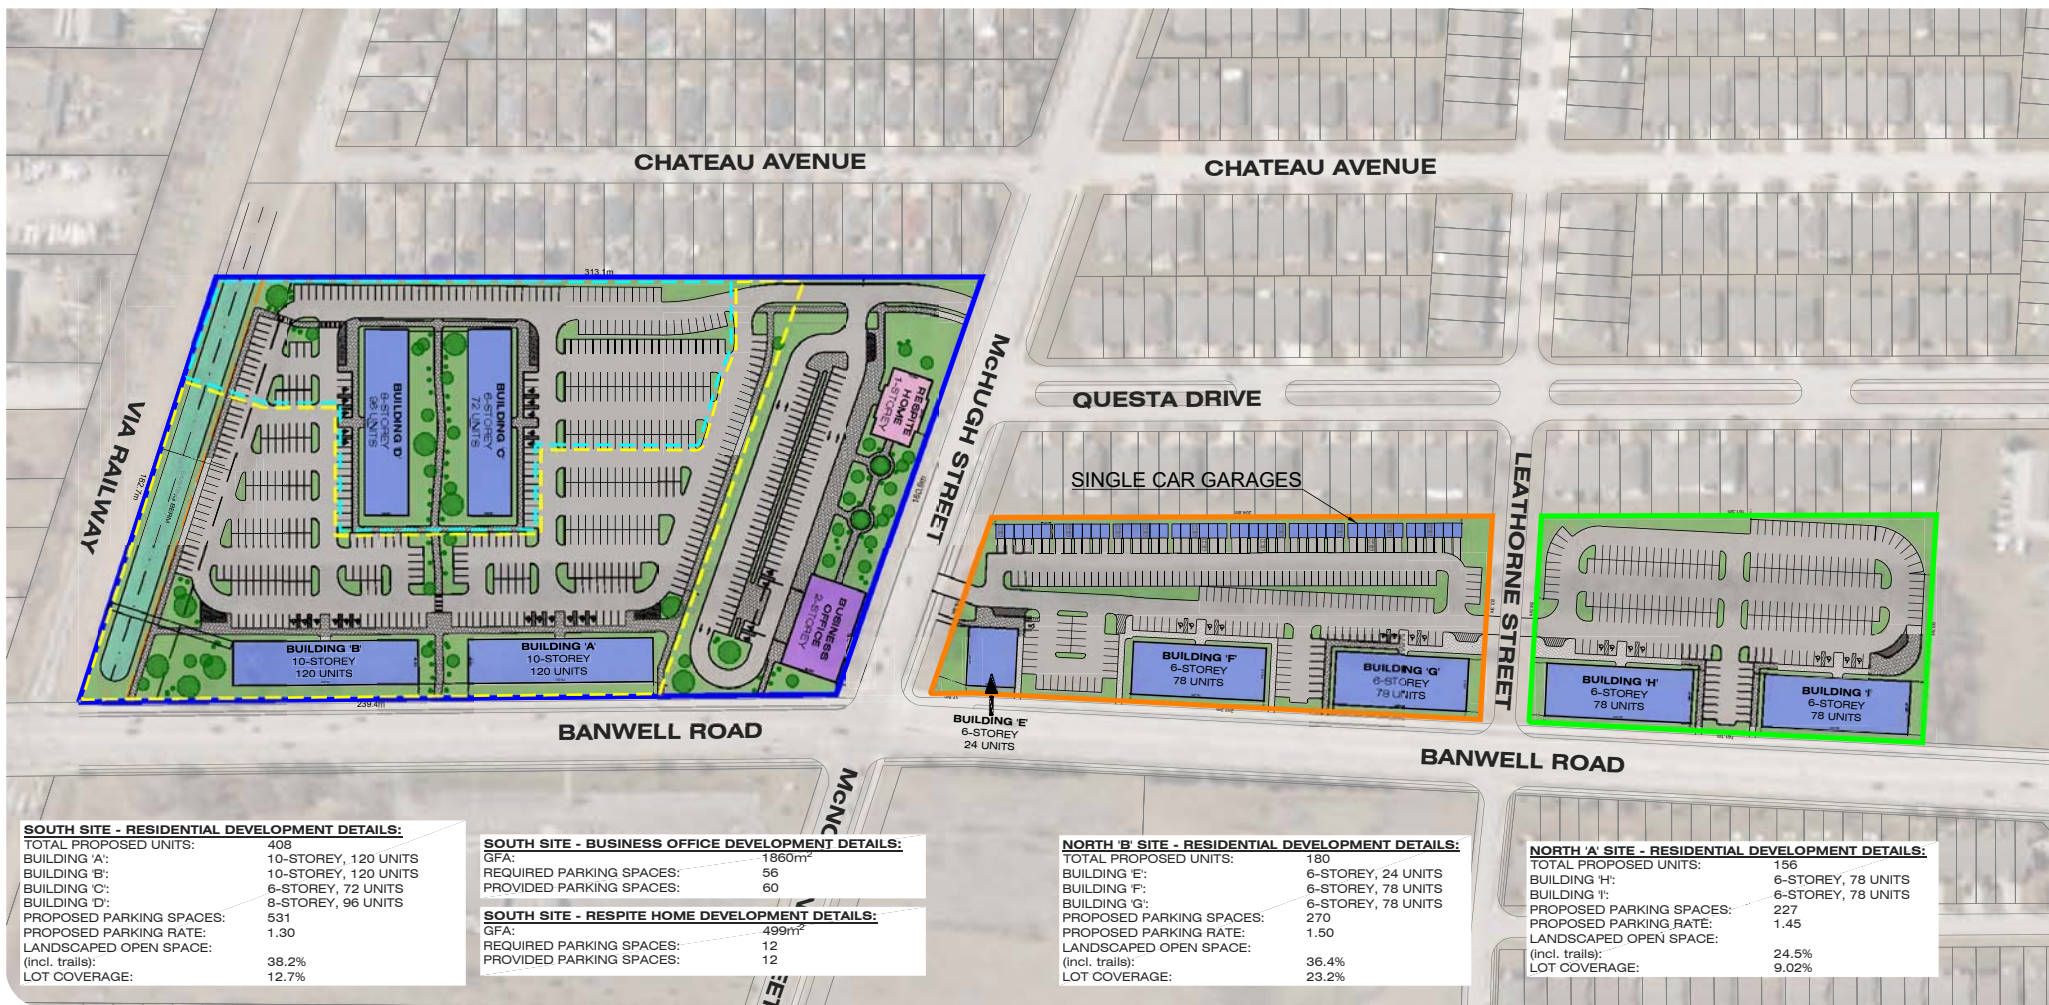 CHATEAU AVENUE
CHATEAU AVENUE
313.1m
McHUGH STREET
VIA RAILWAY
182.7m
BERM
160.9m
BUILDING 'D'
8-STOREY
96 UNITS
BUILDING 'C'
6-STOREY
72 UNITS
RESPITE
HOME
1-STOREY
QUESTA DRIVE
SINGLE CAR GARAGES
LEATHORNE STREET
BUSINESS
OFFICE
2-STOREY
BUILDING 'B'
10-STOREY
120 UNITS
BUILDING 'A'
10-STOREY
120 UNITS
239.4m
BUILDING 'F'
6-STOREY
78 UNITS
BUILDING 'G'
6-STOREY
78 UNITS
BUILDING 'H'
6-STOREY
78 UNITS
BUILDING 'I'
6-STOREY
78 UNITS
BUILDING 'E'
6-STOREY
24 UNITS
BANWELL ROAD
BANWELL ROAD
SOUTH SITE - RESIDENTIAL DEVELOPMENT DETAILS:
TOTAL PROPOSED UNITS: 408
BUILDING 'A': 10-STOREY, 120 UNITS
BUILDING 'B': 10-STOREY, 120 UNITS
BUILDING 'C': 6-STOREY, 72 UNITS
BUILDING 'D': 8-STOREY, 96 UNITS
PROPOSED PARKING SPACES: 531
PROPOSED PARKING RATE: 1.30
LANDSCAPED OPEN SPACE:
(incl. trails): 38.2%
LOT COVERAGE: 12.7%
SOUTH SITE - BUSINESS OFFICE DEVELOPMENT DETAILS:
GFA: 1860m²
REQUIRED PARKING SPACES: 56
PROVIDED PARKING SPACES: 60
SOUTH SITE - RESPITE HOME DEVELOPMENT DETAILS:
GFA: 499m²
REQUIRED PARKING SPACES: 12
PROVIDED PARKING SPACES: 12
NORTH 'B' SITE - RESIDENTIAL DEVELOPMENT DETAILS:
TOTAL PROPOSED UNITS: 180
BUILDING 'E': 6-STOREY, 24 UNITS
BUILDING 'F': 6-STOREY, 78 UNITS
BUILDING 'G': 6-STOREY, 78 UNITS
PROPOSED PARKING SPACES: 270
PROPOSED PARKING RATE: 1.50
LANDSCAPED OPEN SPACE:
(incl. trails): 36.4%
LOT COVERAGE: 23.2%
NORTH 'A' SITE - RESIDENTIAL DEVELOPMENT DETAILS:
TOTAL PROPOSED UNITS: 156
BUILDING 'H': 6-STOREY, 78 UNITS
BUILDING 'I': 6-STOREY, 78 UNITS
PROPOSED PARKING SPACES: 227
PROPOSED PARKING RATE: 1.45
LANDSCAPED OPEN SPACE:
(incl. trails): 24.5%
LOT COVERAGE: 9.02%